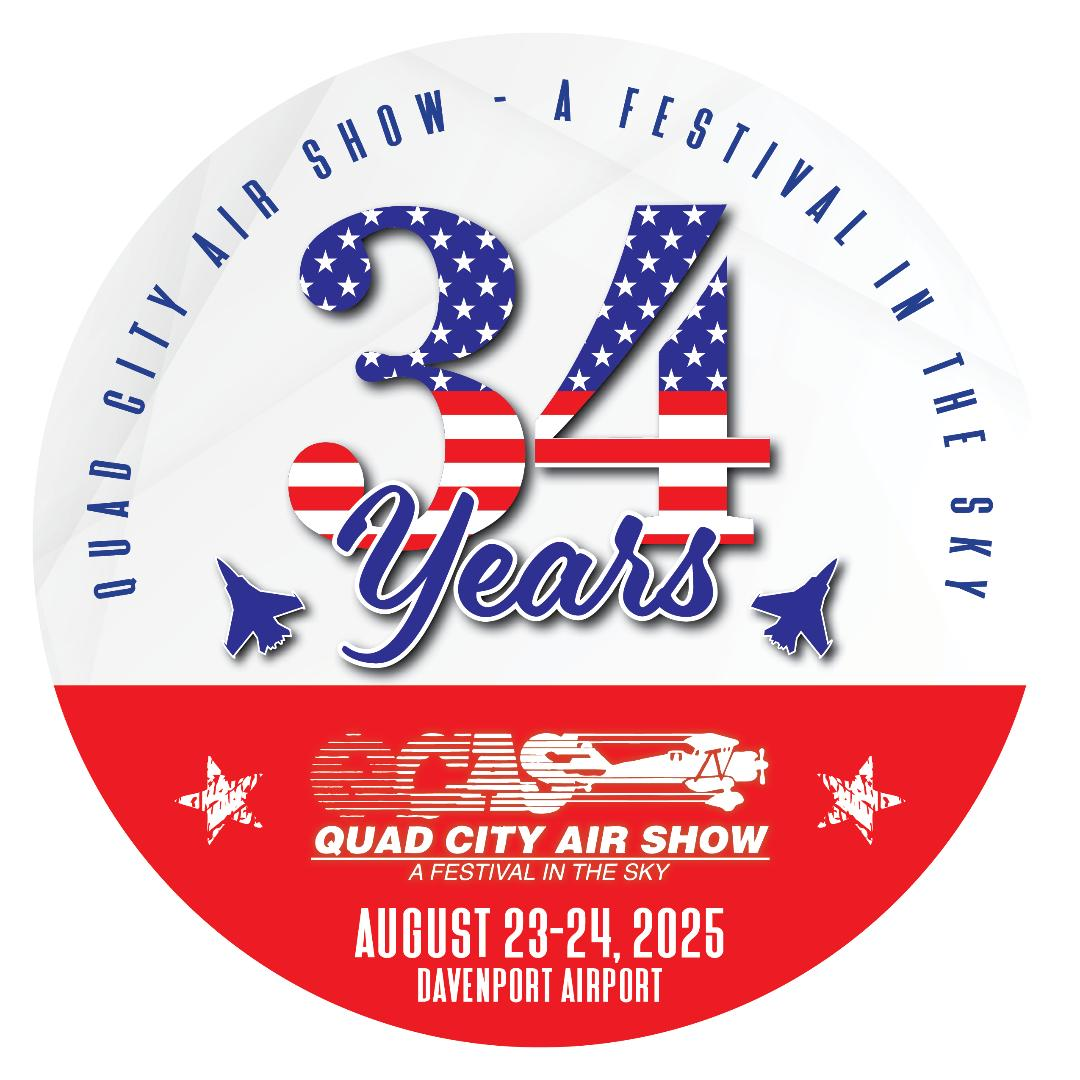 QUAD CITY AIR SHOW - A FESTIVAL IN THE SKY
34
Years
QCAS
QUAD CITY AIR SHOW
A FESTIVAL IN THE SKY
AUGUST 23-24, 2025
DAVENPORT AIRPORT